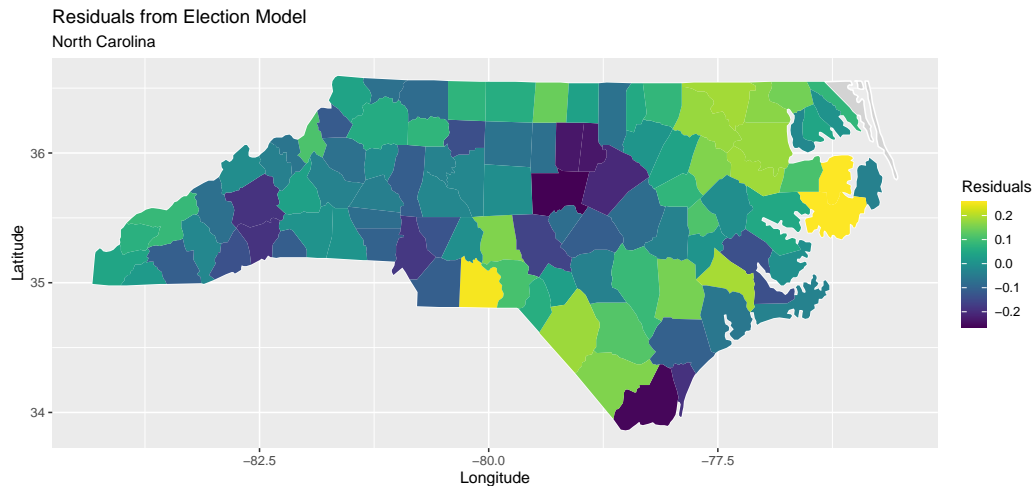 Residuals from Election Model
North Carolina
Latitude
36
35
34
−82.5
−80.0
−77.5
Longitude
Residuals
0.2
0.1
0.0
−0.1
−0.2